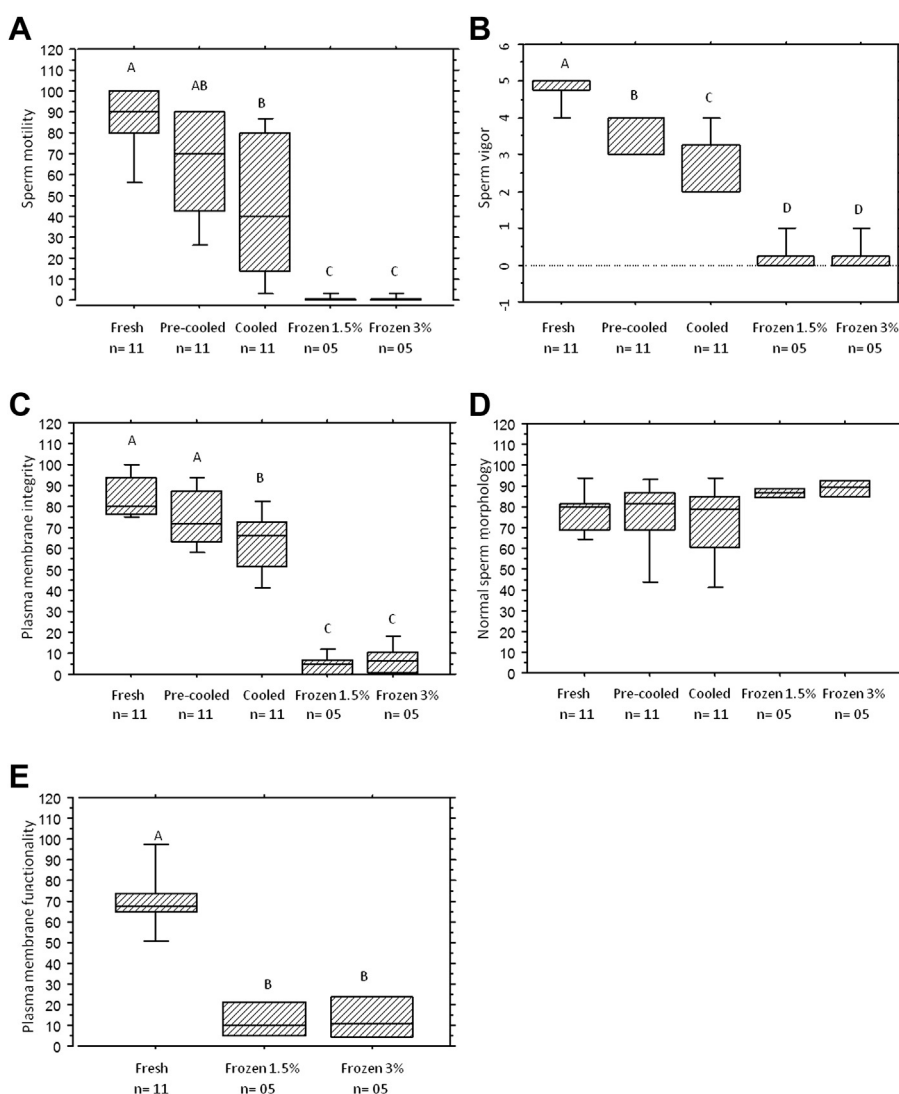 A
Sperm motility
120
110
100
90
80
70
60
50
40
30
20
10
0
A
AB
B
C
C
Fresh
Pre-cooled
Cooled
Frozen 1.5%
Frozen 3%
n= 11
n= 11
n= 11
n= 05
n= 05
B
Sperm vigor
6
5
4
3
2
1
0
-1
A
B
C
D
D
Fresh
Pre-cooled
Cooled
Frozen 1.5%
Frozen 3%
n= 11
n= 11
n= 11
n= 05
n= 05
C
Plasma membrane integrity
120
110
100
90
80
70
60
50
40
30
20
10
0
A
A
B
C
C
Fresh
Pre-cooled
Cooled
Frozen 1.5%
Frozen 3%
n= 11
n= 11
n= 11
n= 05
n= 05
D
Normal sperm morphology
120
110
100
90
80
70
60
50
40
30
20
10
0
Fresh
Pre-cooled
Cooled
Frozen 1.5%
Frozen 3%
n= 11
n= 11
n= 11
n= 05
n= 05
E
Plasma membrane functionality
120
110
100
90
80
70
60
50
40
30
20
10
0
A
B
B
Fresh
Frozen 1.5%
Frozen 3%
n= 11
n= 05
n= 05